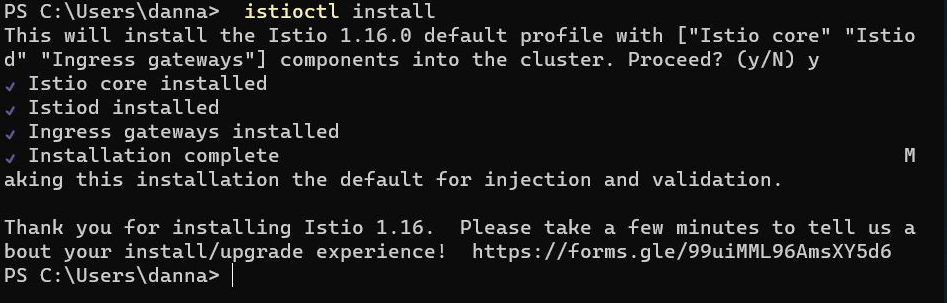 PS C:\Users\danna>  istioctl install
This will install the Istio 1.16.0 default profile with ["Istio core" "Istio
d" "Ingress gateways"] components into the cluster. Proceed? (y/N) y
✓ Istio core installed
✓ Istiod installed
✓ Ingress gateways installed
✓ Installation complete                                                    M
aking this installation the default for injection and validation.

Thank you for installing Istio 1.16.  Please take a few minutes to tell us a
bout your install/upgrade experience!  https://forms.gle/99uiMML96AmsXY5d6
PS C:\Users\danna>